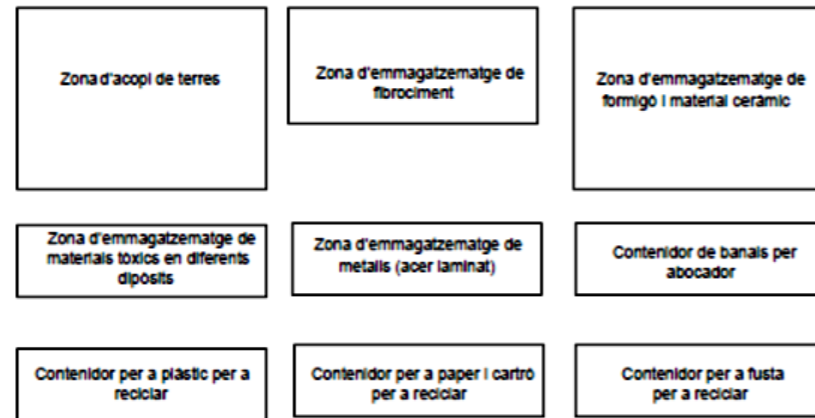 Zona d'acopi de terres
Zona d'emmagatzematge de
fibrociment
Zona d'emmagatzematge de
formigó i material ceràmic
Zona d'emmagatzematge de
materials tòxics en diferents
dipòsits
Zona d'emmagatzematge de
metalls (acer laminat)
Contenidor de banals per
abocador
Contenidor per a plàstic per a
reciclar
Contenidor per a paper i cartró
per a reciclar
Contenidor per a fusta
per a reciclar